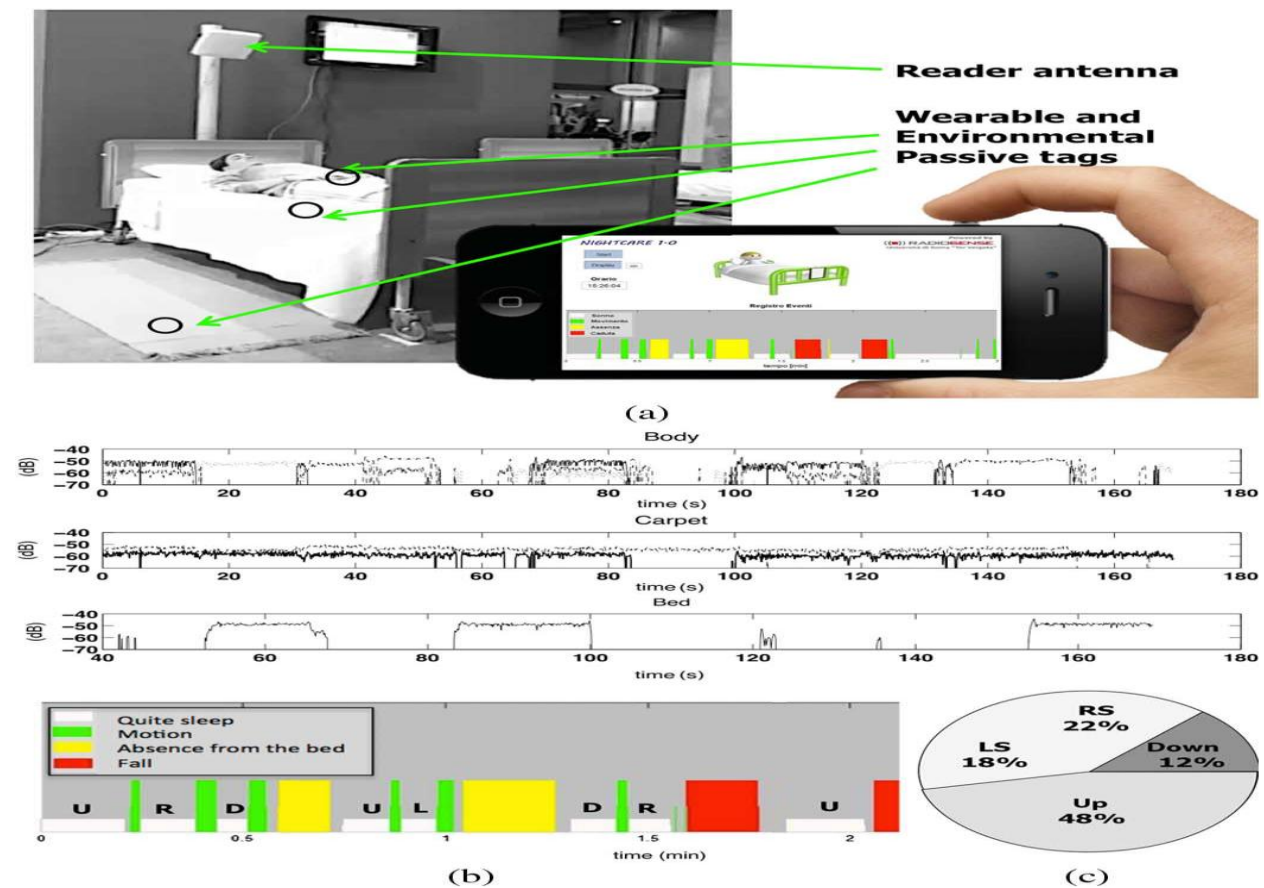 Reader antenna
Wearable and
Environmental
Passive tags
NIGHTCARE 1-0
Powered by
RADIOSENSE
Start
Orario
15:26:04
Registro Eventi
Sonno
Movimento
Assenza
Caduta
tempo [min]
(a)
Body
(dB)
-40
-50
-60
-70
0 20 40 60 80 100 120 140 160 180
time (s)
Carpet
(dB)
-40
-50
-60
-70
0 20 40 60 80 100 120 140 160 180
time (s)
Bed
(dB)
-40
-50
-60
-70
40 60 80 100 120 140 160 180
time (s)
Quite sleep
Motion
Absence from the bed
Fall
U R D U L D R U
0 0.5 1 1.5 2
time (min)
(b)
RS
22%
LS
18%
Down
12%
Up
48%
(c)